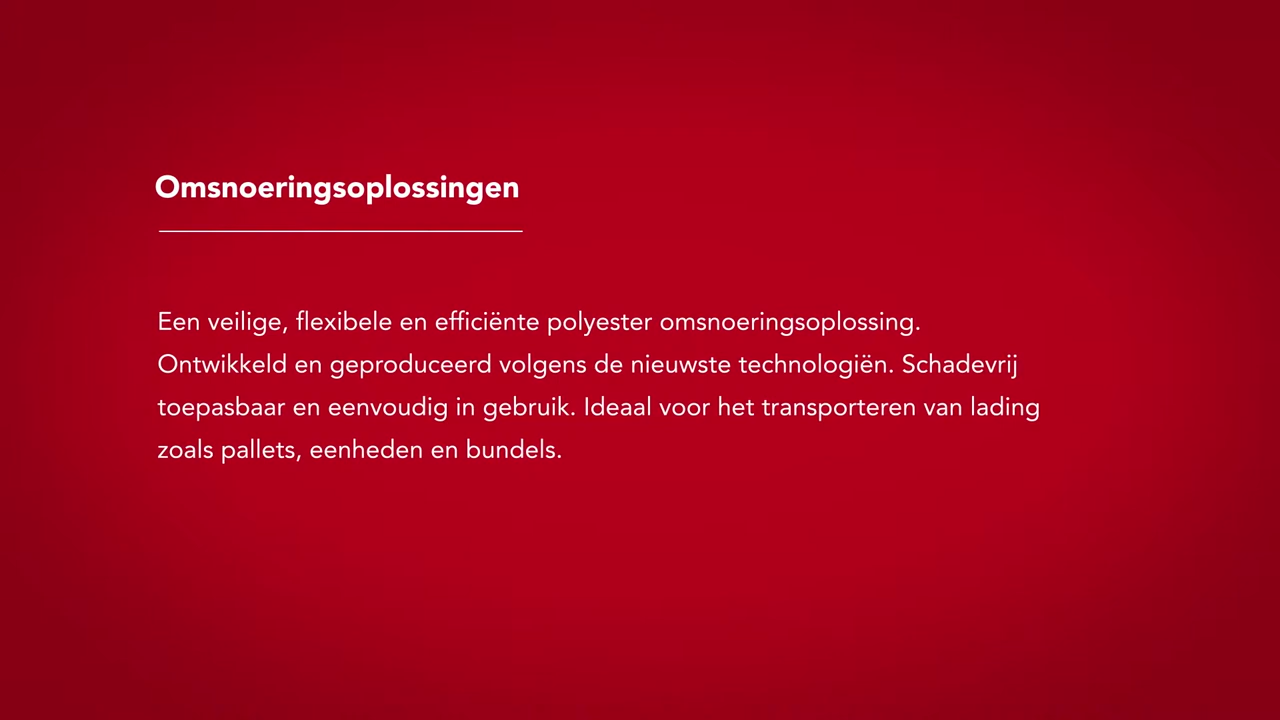 Omsnoeringsoplossingen
Een veilige, flexibele en efficiënte polyester omsnoeringsoplossing.
Ontwikkeld en geproduceerd volgens de nieuwste technologiën. Schadevrij
toepasbaar en eenvoudig in gebruik. Ideaal voor het transporteren van lading
zoals pallets, eenheden en bundels.